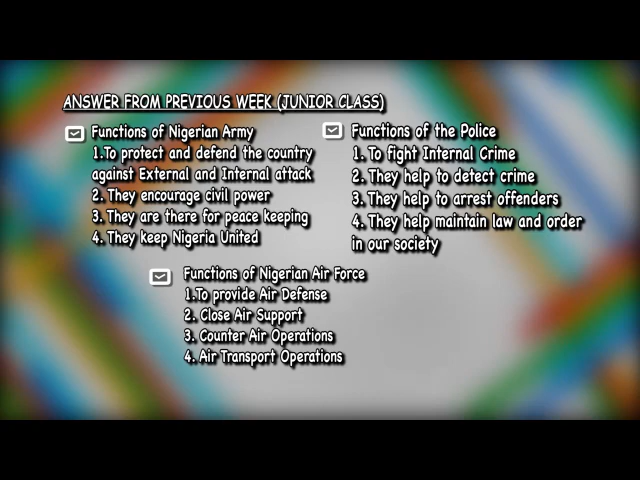 ANSWER FROM PREVIOUS WEEK (JUNIOR CLASS)
Functions of Nigerian Army
1.To protect and defend the country
against External and Internal attack
2. They encourage civil power
3. They are there for peace keeping
4. They keep Nigeria United
Functions of the Police
1. To fight Internal Crime
2. They help to detect crime
3. They help to arrest offenders
4. They help maintain law and order
in our society
Functions of Nigerian Air Force
1.To provide Air Defense
2. Close Air Support
3. Counter Air Operations
4. Air Transport Operations